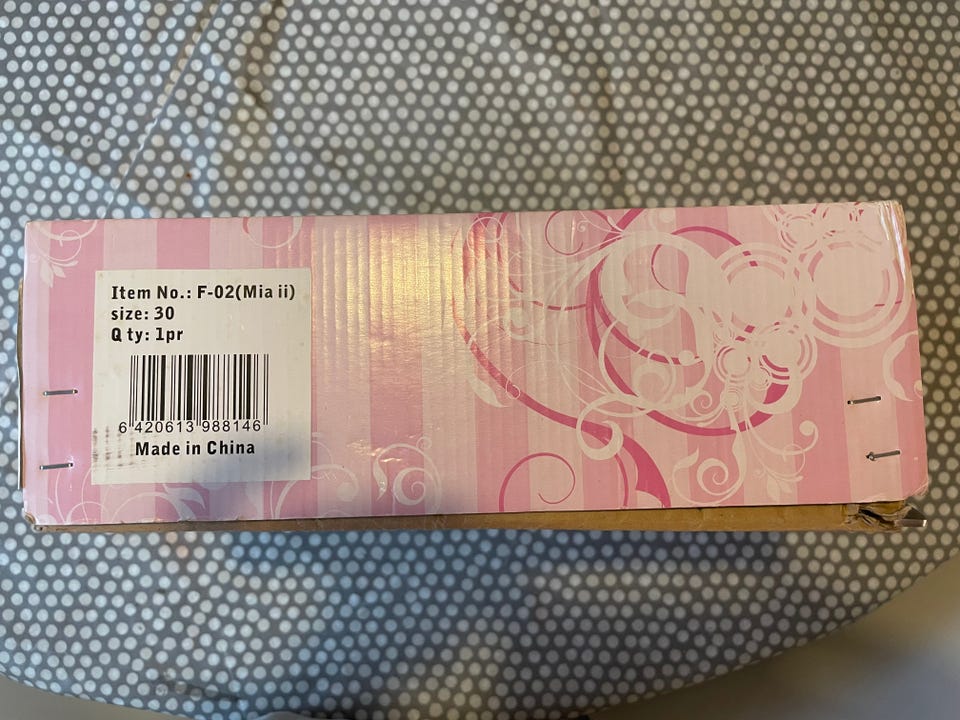 Item No.: F-02(Mia ii)
size: 30
Q ty: 1pr
6 420613 988146
Made in China